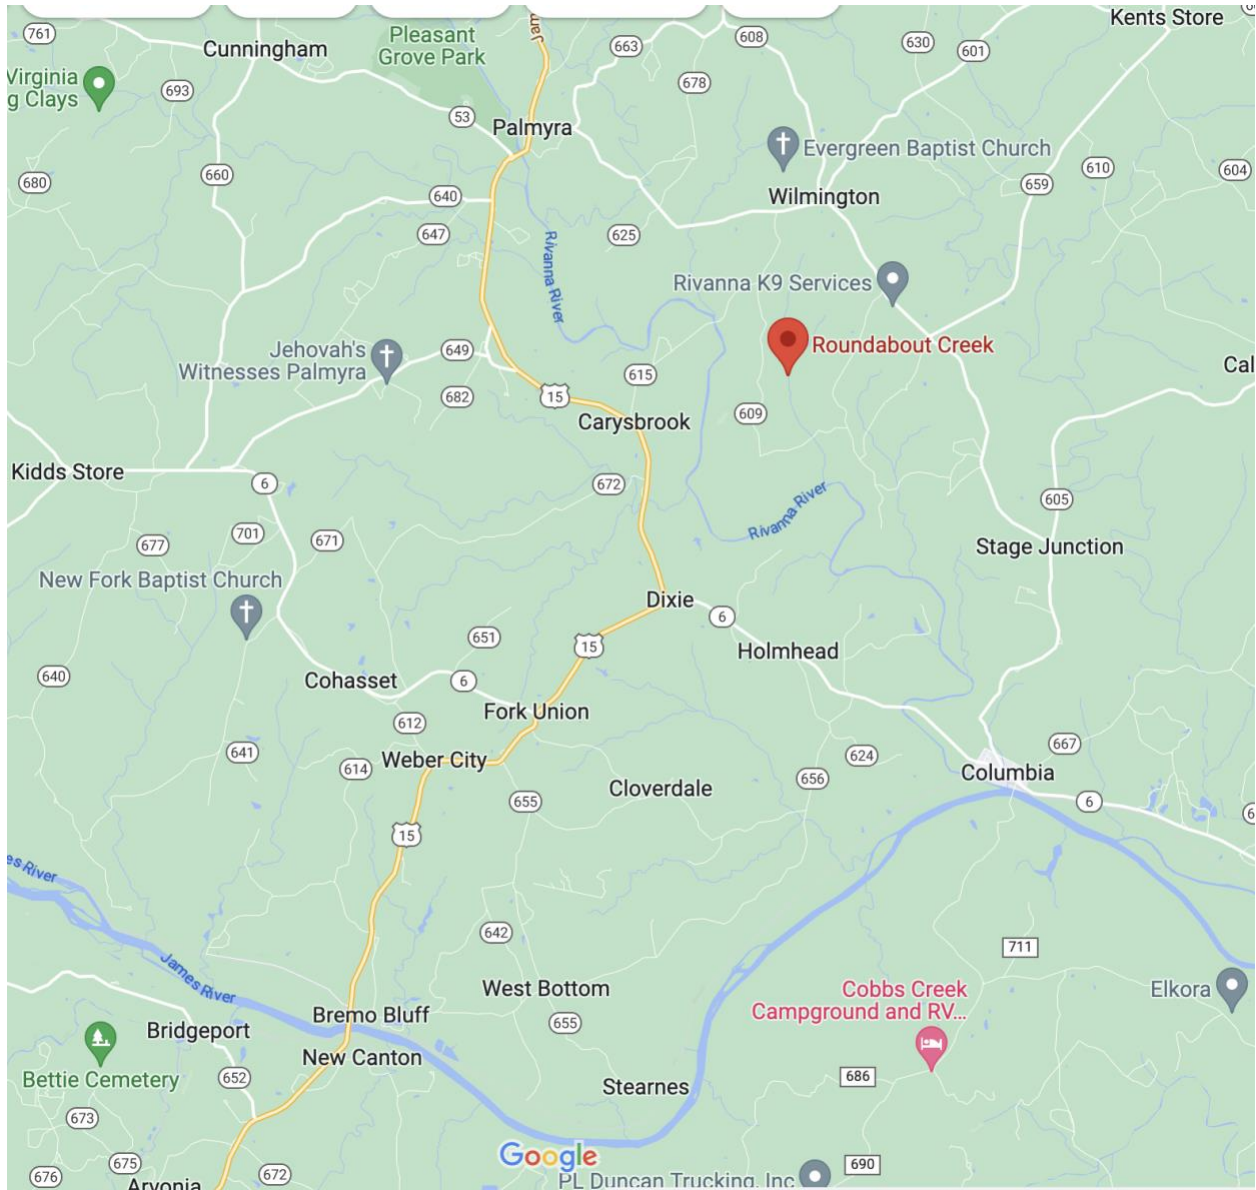 Kents Store
761
663
608
630
601
Cunningham
Pleasant
Grove Park
Jam
Virginia
g Clays
693
678
53
Palmyra
Evergreen Baptist Church
610
604
680
660
640
659
Wilmington
647
625
Rivanna River
Rivanna K9 Services
Roundabout Creek
Jehovah's
Witnesses Palmyra
649
615
Cal
682
15
609
Carysbrook
Kidds Store
6
672
Rivanna River
605
701
671
677
Stage Junction
New Fork Baptist Church
Dixie
6
651
15
Holmhead
640
Cohasset
6
Fork Union
612
641
614
Weber City
624
667
656
Columbia
Cloverdale
655
6
6
15
es River
642
711
James River
West Bottom
Cobbs Creek
Campground and RV...
Elkora
Bremo Bluff
Bridgeport
655
New Canton
Bettie Cemetery
652
686
Stearnes
673
675
Google
690
676
672
Arvonia
PL Duncan Trucking, Inc